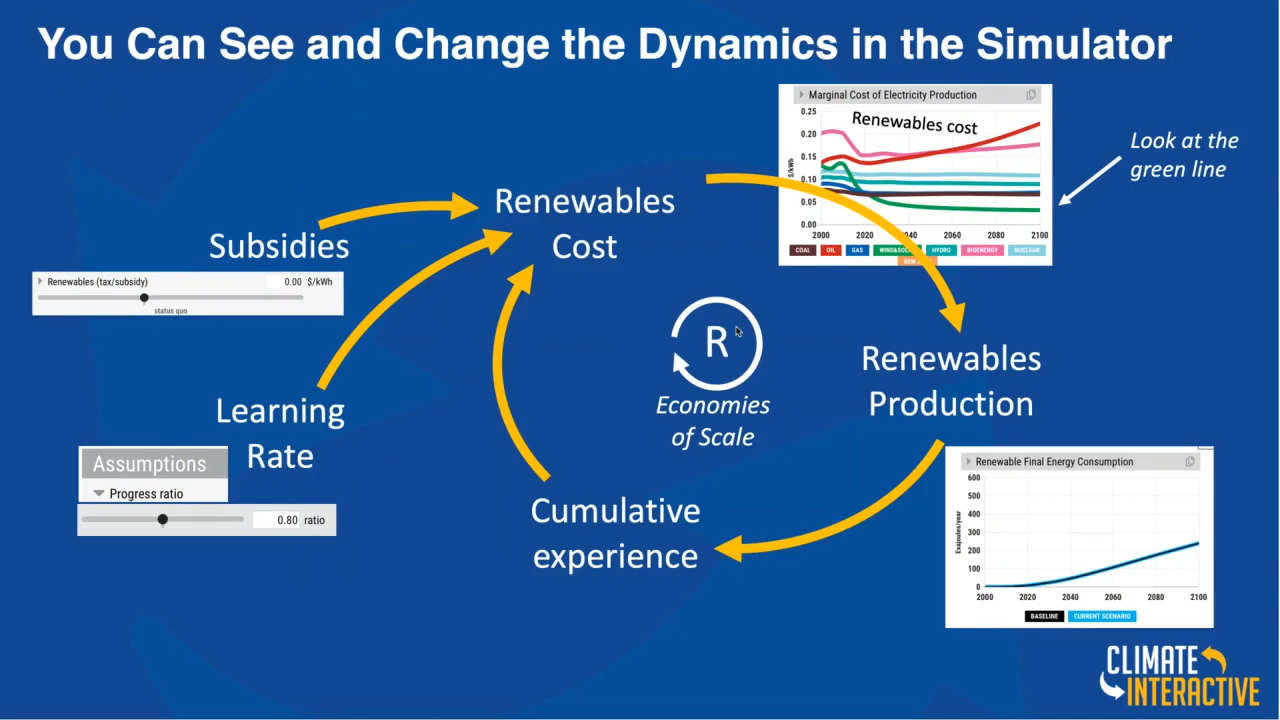 You Can See and Change the Dynamics in the Simulator
Marginal Cost of Electricity Production
0.25
0.20
0.15
0.10
0.05
0.00
$/kWh
Renewables cost
2000
2020
2040
2060
2080
2100
COAL
OIL
GAS
WIND&SOLAR
HYDRO
BIOENERGY
NUCLEAR
Look at the
green line
Renewables
Cost
Subsidies
Renewables (tax/subsidy)
0.00 $/kWh
status quo
R
Economies
of Scale
Renewables
Production
Learning
Rate
Assumptions
Progress ratio
0.80 ratio
Cumulative
experience
Renewable Final Energy Consumption
600
500
400
300
200
100
0
Exajoules/year
2000
2020
2040
2060
2080
2100
BASELINE
CURRENT SCENARIO
CLIMATE
INTERACTIVE